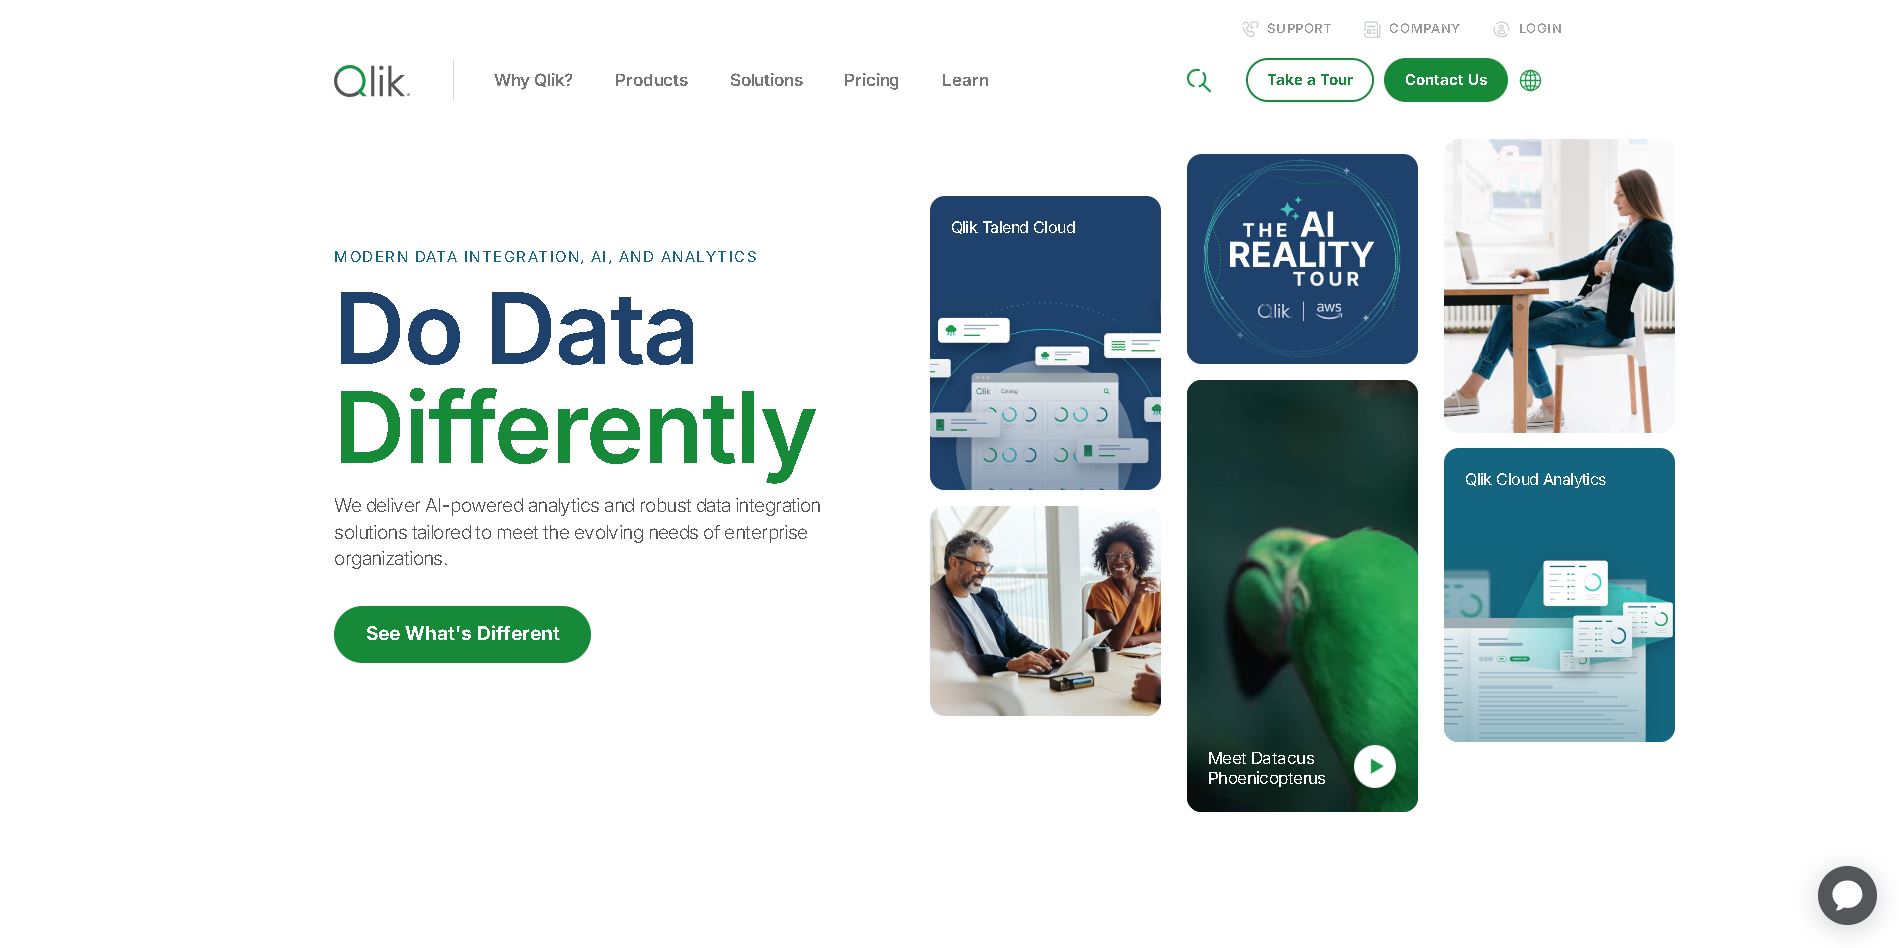 SUPPORT
COMPANY
LOGIN
Qlik
Why Qlik?
Products
Solutions
Pricing
Learn
Take a Tour
Contact Us
MODERN DATA INTEGRATION, AI, AND ANALYTICS
Do Data
Differently
We deliver AI-powered analytics and robust data integration
solutions tailored to meet the evolving needs of enterprise
organizations.
See What's Different
Qlik Talend Cloud
Qlik
Catalog
THE AI
REALITY
TOUR
Qlik
aws
Meet Datacus
Phoenicopterus
Qlik Cloud Analytics